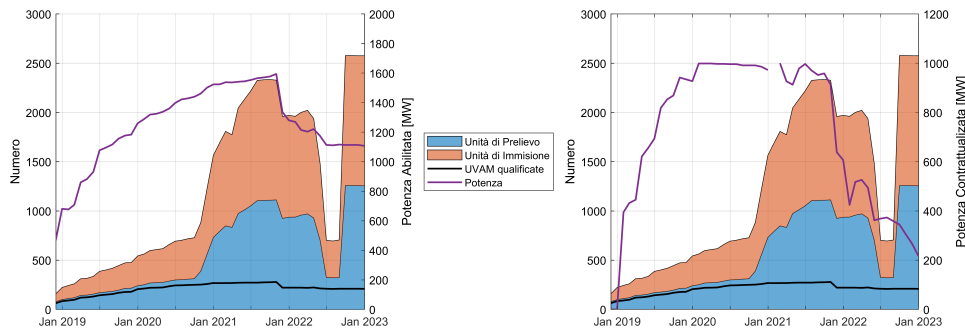 3000
2500
2000
1500
1000
500
0
Numero
2000
1800
1600
1400
1200
1000
800
600
400
200
0
Potenza Abilitata [MW]
Jan 2019
Jan 2020
Jan 2021
Jan 2022
Jan 2023
Unità di Prelievo
Unità di Immisione
UVAM qualificate
Potenza
3000
2500
2000
1500
1000
500
0
Numero
1200
1000
800
600
400
200
0
Potenza Contrattualizata [MW]
Jan 2019
Jan 2020
Jan 2021
Jan 2022
Jan 2023